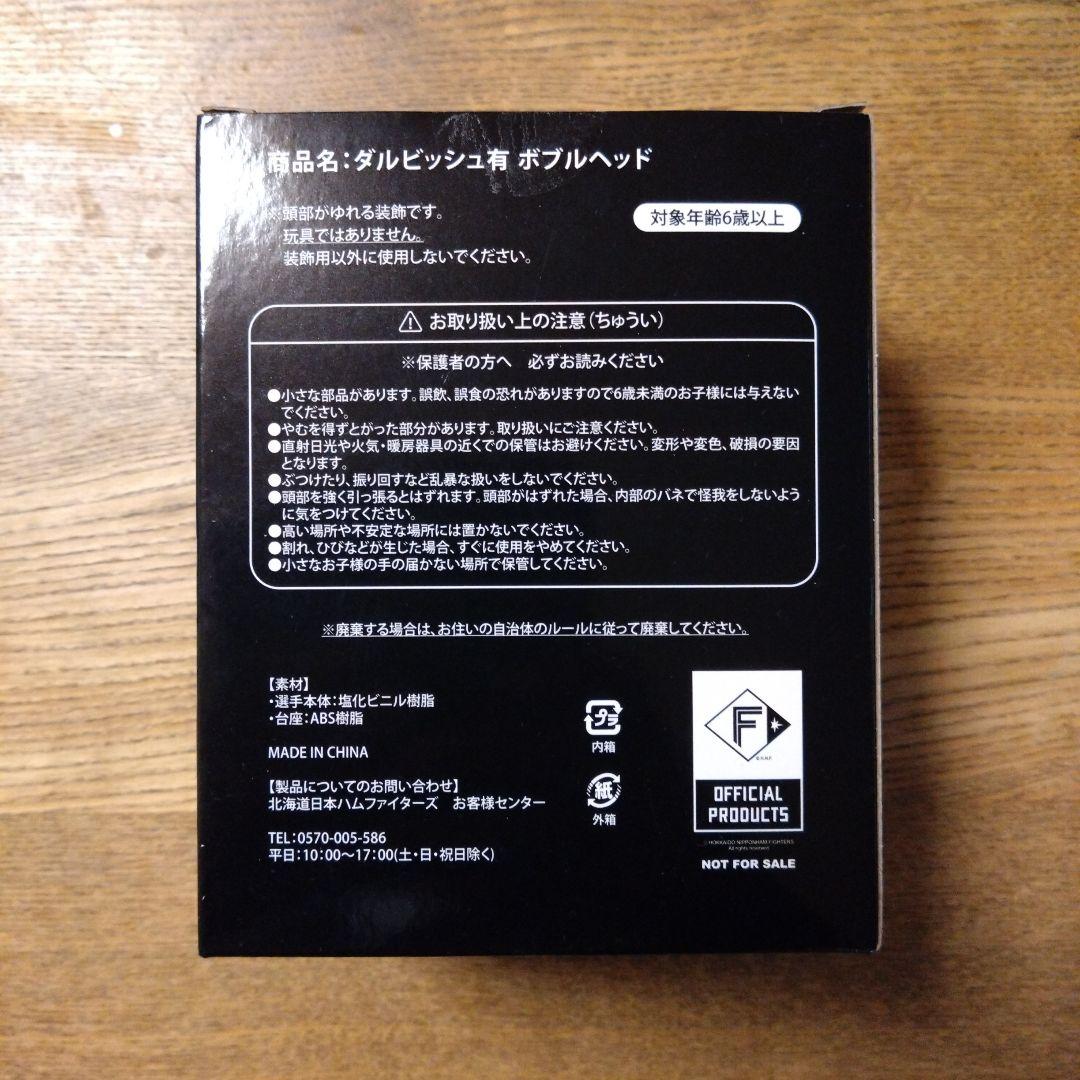 商品名：ダルビッシュ有 ボブルヘッド
※頭部がゆれる装飾です。
玩具ではありません。
装飾用以外に使用しないでください。
対象年齢6歳以上
⚠ お取り扱い上の注意（ちゅうい）
※保護者の方へ　必ずお読みください
●小さな部品があります。誤飲、誤食の恐れがありますので6歳未満のお子様には与えない
でください。
●やむを得ずとがった部分があります。取り扱いにご注意ください。
●直射日光や火気・暖房器具の近くでの保管はお避けください。変形や変色、破損の要因
となります。
●ぶつけたり、振り回すなど乱暴な扱いをしないでください。
●頭部を強く引っ張るとはずれます。頭部がはずれた場合、内部のバネで怪我をしないよう
に気をつけてください。
●高い場所や不安定な場所には置かないでください。
●割れ、ひびなどが生じた場合、すぐに使用をやめてください。
●小さなお子様の手の届かない場所で保管してください。
※廃棄する場合は、お住いの自治体のルールに従って廃棄してください。
【素材】
・選手本体：塩化ビニル樹脂
・台座：ABS樹脂
MADE IN CHINA
【製品についてのお問い合わせ】
北海道日本ハムファイターズ　お客様センター
TEL：0570-005-586
平日：10：00～17：00（土・日・祝日除く）
プラ
内箱
紙
外箱
F
©H.N.F.
OFFICIAL
PRODUCTS
HOKKAIDO NIPPONHAM FIGHTERS
All rights reserved.
NOT FOR SALE